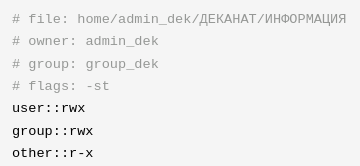 # file: home/admin_dek/ДЕКАНАТ/ИНФОРМАЦИЯ
# owner: admin_dek
# group: group_dek
# flags: -st
user::rwx
group::rwx
other::r-x